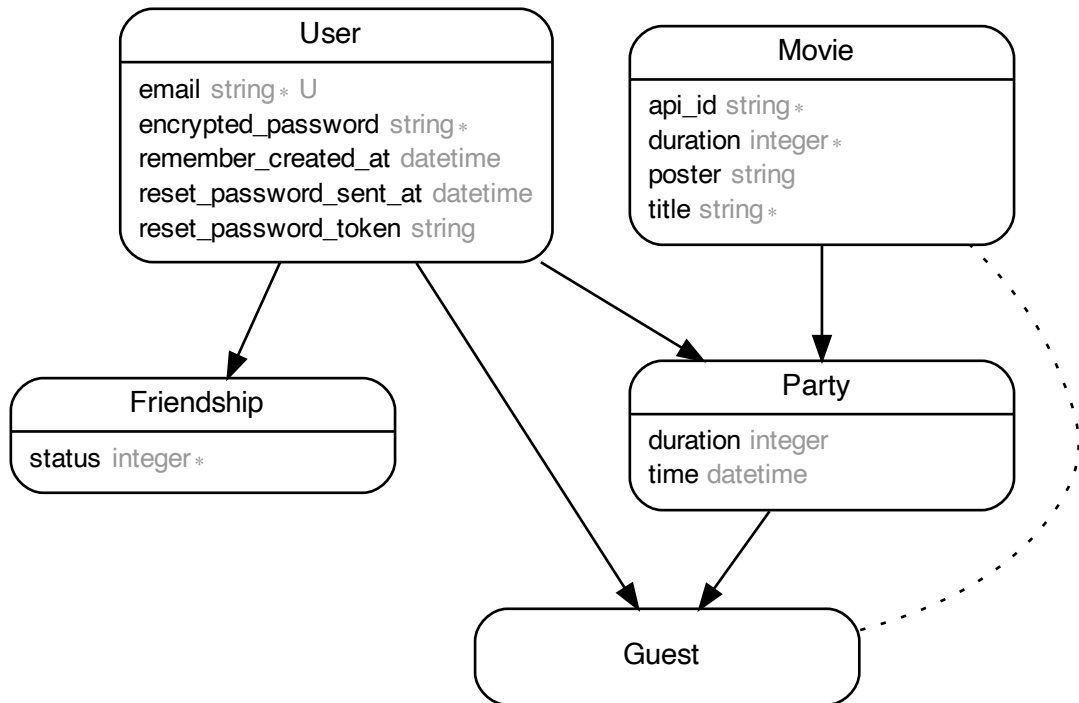 User
email string* U
encrypted_password string*
remember_created_at datetime
reset_password_sent_at datetime
reset_password_token string
Movie
api_id string*
duration integer*
poster string
title string*
Friendship
status integer*
Party
duration integer
time datetime
Guest